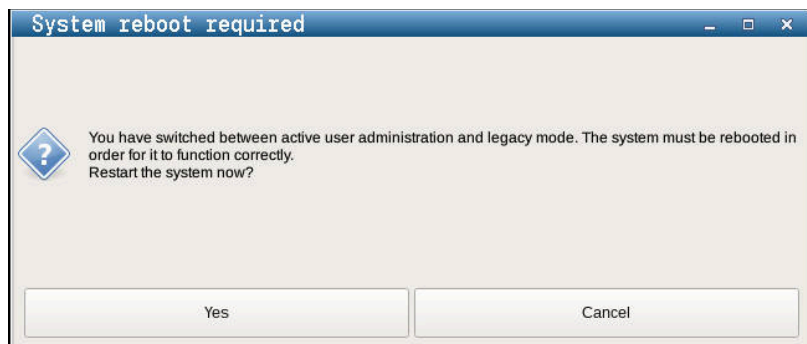 System reboot required
You have switched between active user administration and legacy mode. The system must be rebooted in
order for it to function correctly.
Restart the system now?
Yes
Cancel